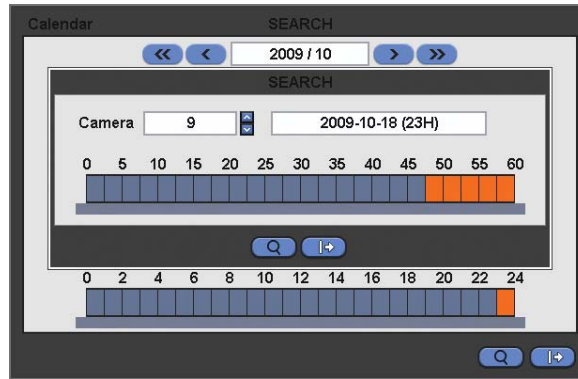 Calendar SEARCH
2009 / 10
SEARCH
Camera 9 2009-10-18 (23H)
0 5 10 15 20 25 30 35 40 45 50 55 60
0 2 4 6 8 10 12 14 16 18 20 22 24